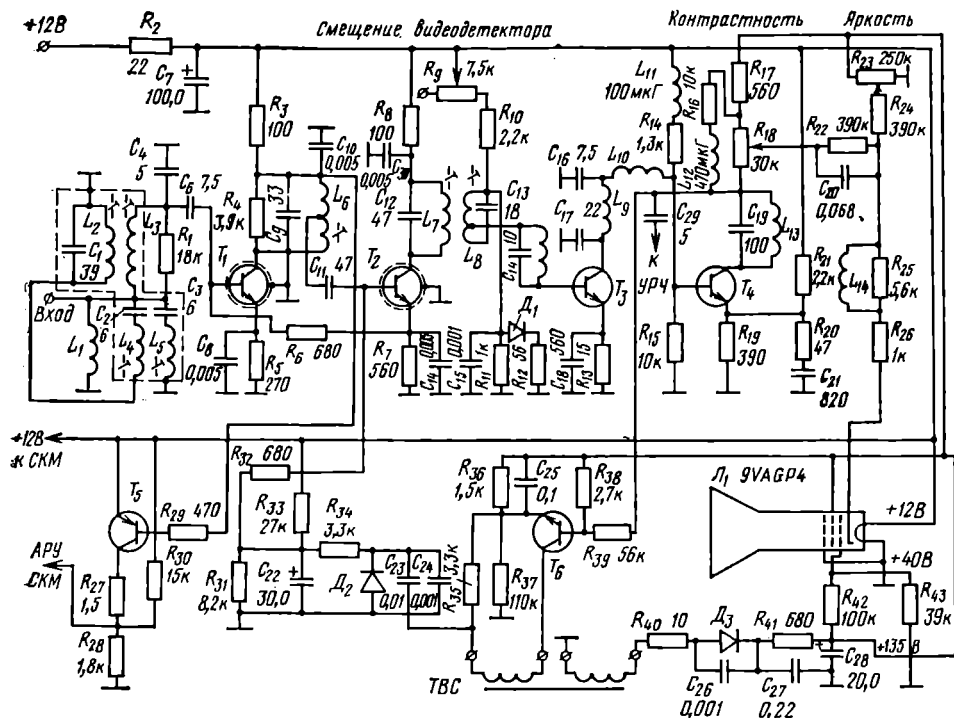 Смещение видеодетектора
Контрастность
Яркость
+12В
R2
22
C7
100,0
R3
100
C10
0,005
R8
100
0,005
R9
7,5к
R10
2,2к
L11
100мкГ
R14
1,3к
R16
10к
L12
470мкГ
R17
560
R18
30к
R22
390к
R23
250к
R24
390к
C20
0,068
C4
5
C5
7,5
L2
C1
39
L3
R1
18к
R4
3,9к
C9
33
L6
C11
47
T1
C12
47
L7
L8
C13
18
C14
10
T2
C16
7,5
C17
22
L10
L9
T3
C29
5
К
УРЧ
C19
100
L13
T4
R21
2,2к
L14
R25
5,6к
Вход
C2
6
C3
6
L1
L4
L5
C8
0,005
R5
270
R6
680
R7
560
0,005
C15
0,001
R11
1к
Д1
R12
56
C18
560
R13
15
R15
10к
R19
390
R20
47
C21
820
R26
1к
+12В
к СКМ
T5
R29
470
R30
15к
АРУ
СКМ
R27
1,5
R28
1,8к
R32
680
R33
27к
R34
3,3к
R31
8,2к
C22
30,0
Д2
C23
0,01
C24
0,001
R35
3,3к
R36
1,5к
C25
0,1
R38
2,7к
T6
R39
56к
R37
110к
ТВС
Л1 9VAGP4
+12В
+40В
R40
10
Д3
R41
680
C26
0,001
C27
0,22
R42
100к
R43
39к
+135 В
C28
20,0